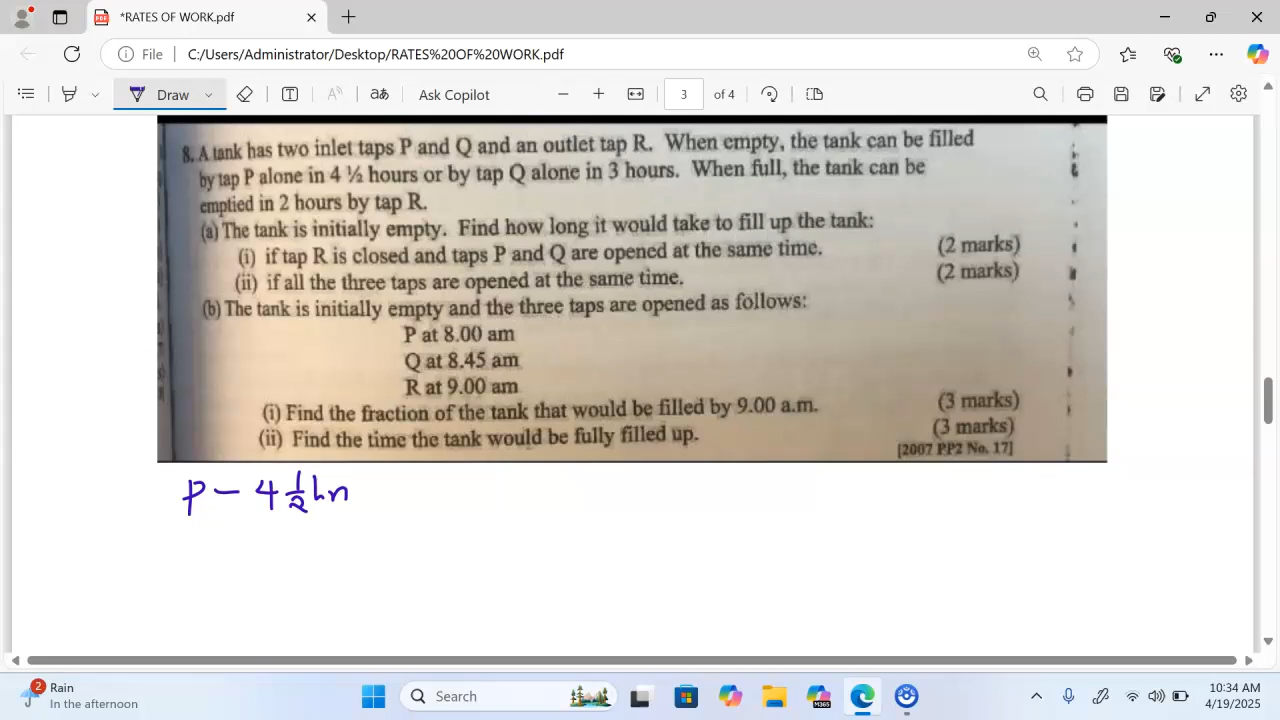 *RATES OF WORK.pdf
File C:/Users/Administrator/Desktop/RATES%20OF%20WORK.pdf
Draw Ask Copilot 3 of 4
8. A tank has two inlet taps P and Q and an outlet tap R. When empty, the tank can be filled
by tap P alone in 4 ½ hours or by tap Q alone in 3 hours. When full, the tank can be
emptied in 2 hours by tap R.
(a) The tank is initially empty. Find how long it would take to fill up the tank:
(i) if tap R is closed and taps P and Q are opened at the same time. (2 marks)
(ii) if all the three taps are opened at the same time. (2 marks)
(b) The tank is initially empty and the three taps are opened as follows:
P at 8.00 am
Q at 8.45 am
R at 9.00 am
(i) Find the fraction of the tank that would be filled by 9.00 a.m. (3 marks)
(ii) Find the time the tank would be fully filled up. (3 marks)
[2007 PP2 No. 17]
P - 4 1/2 hr
2 Rain Search 10:34 AM
In the afternoon 4/19/2025